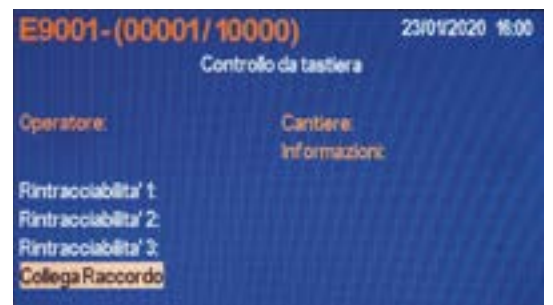 E9001-(00001/10000) 23/01/2020 16:00
Controllo da tastiera
Operatore: Cantiere:
Informazioni:
Rintracciabilita' 1:
Rintracciabilita' 2:
Rintracciabilita' 3:
Collega Raccordo